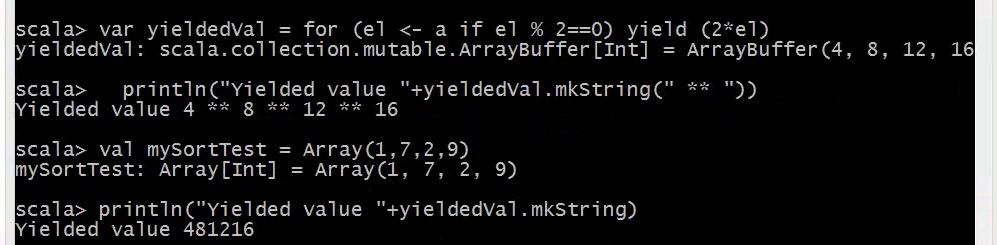 scala> var yieldedVal = for (el <- a if el % 2==0) yield (2*el)
yieldedVal: scala.collection.mutable.ArrayBuffer[Int] = ArrayBuffer(4, 8, 12, 16
scala>   println("Yielded value "+yieldedVal.mkString(" ** "))
Yielded value 4 ** 8 ** 12 ** 16
scala> val mySortTest = Array(1,7,2,9)
mySortTest: Array[Int] = Array(1, 7, 2, 9)
scala> println("Yielded value "+yieldedVal.mkString)
Yielded value 481216